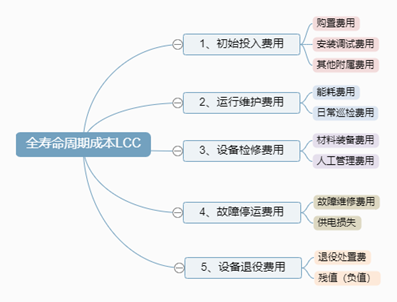 全寿命周期成本LCC
1、初始投入费用
购置费用
安装调试费用
其他附属费用
2、运行维护费用
能耗费用
日常巡检费用
3、设备检修费用
材料装备费用
人工管理费用
4、故障停运费用
故障维修费用
供电损失
5、设备退役费用
退役处置费
残值（负值）